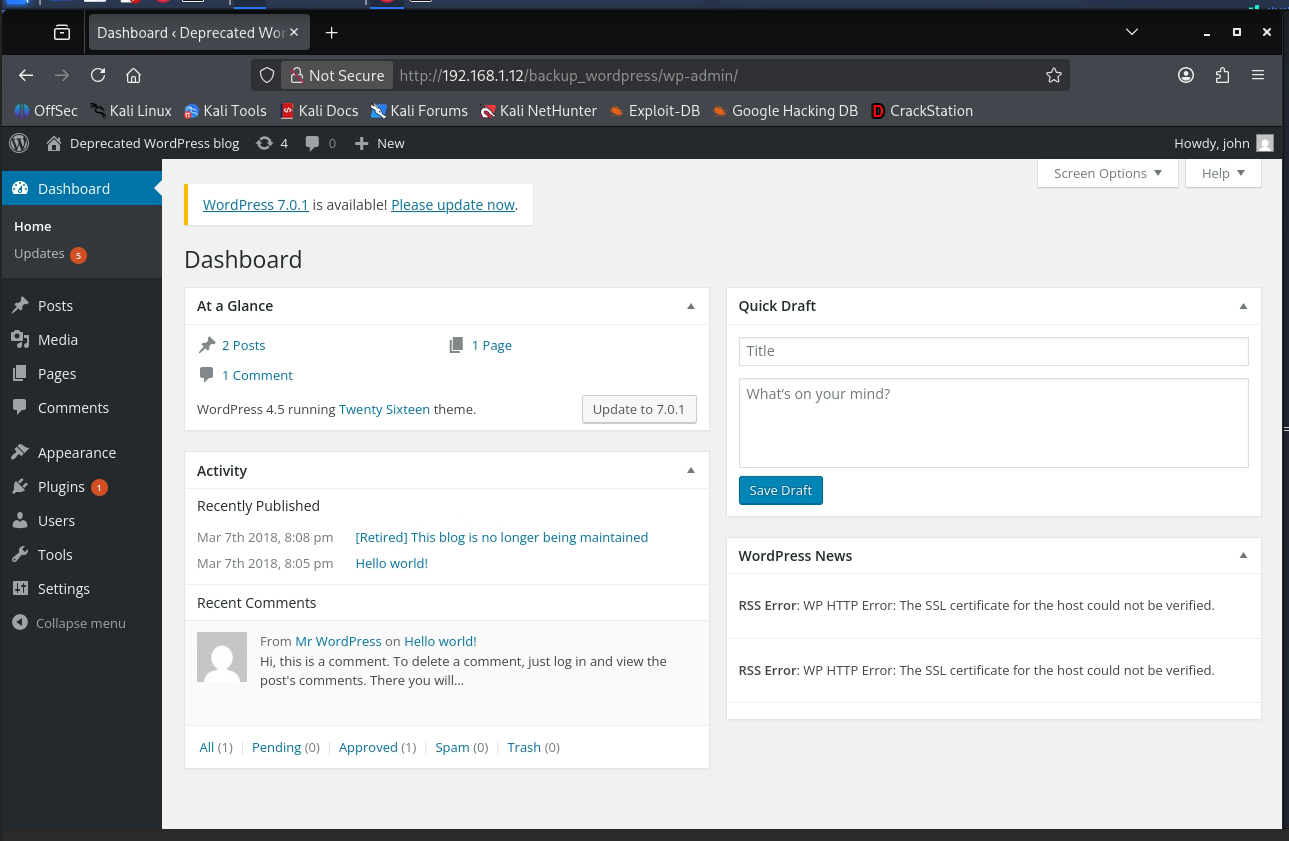 Dashboard ‹ Deprecated Wor
Not Secure http://192.168.1.12/backup_wordpress/wp-admin/
OffSec Kali Linux Kali Tools Kali Docs Kali Forums Kali NetHunter Exploit-DB Google Hacking DB CrackStation
Deprecated WordPress blog 4 0 New Howdy, john
Screen Options Help
Dashboard
Home
Updates 5
Posts
Media
Pages
Comments
Appearance
Plugins 1
Users
Tools
Settings
Collapse menu
WordPress 7.0.1 is available! Please update now.
Dashboard
At a Glance
2 Posts 1 Page
1 Comment
WordPress 4.5 running Twenty Sixteen theme. Update to 7.0.1
Activity
Recently Published
Mar 7th 2018, 8:08 pm [Retired] This blog is no longer being maintained
Mar 7th 2018, 8:05 pm Hello world!
Recent Comments
From Mr WordPress on Hello world!
Hi, this is a comment. To delete a comment, just log in and view the
post's comments. There you will...
All (1) | Pending (0) | Approved (1) | Spam (0) | Trash (0)
Quick Draft
Title
What's on your mind?
Save Draft
WordPress News
RSS Error: WP HTTP Error: The SSL certificate for the host could not be verified.
RSS Error: WP HTTP Error: The SSL certificate for the host could not be verified.